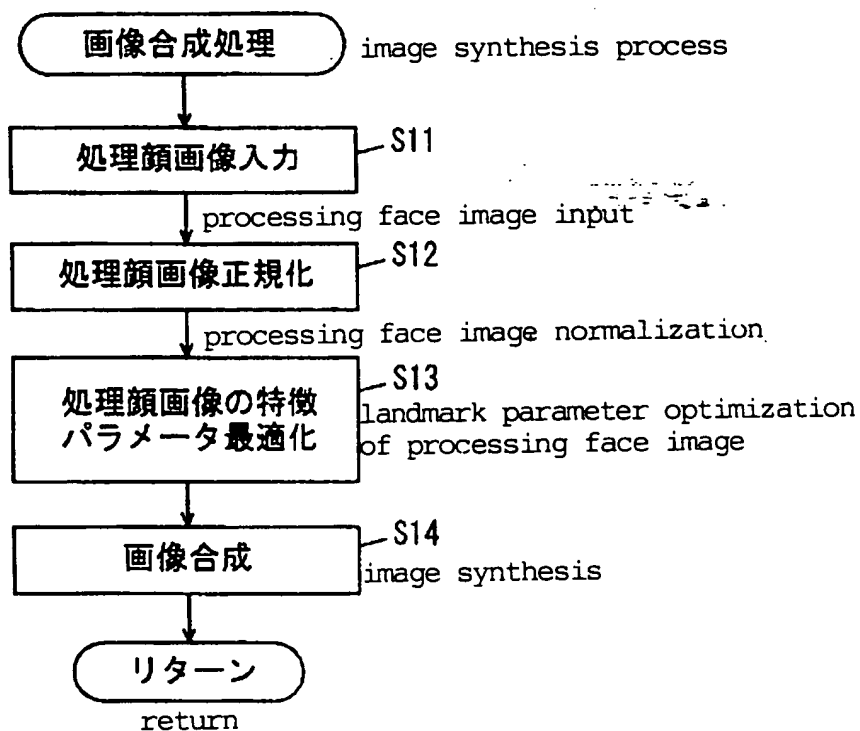 画像合成処理
image synthesis process
処理顔画像入力
S11
processing face image input
処理顔画像正規化
S12
processing face image normalization
処理顔画像の特徴
パラメータ最適化
S13
landmark parameter optimization
of processing face image
画像合成
S14
image synthesis
リターン
return